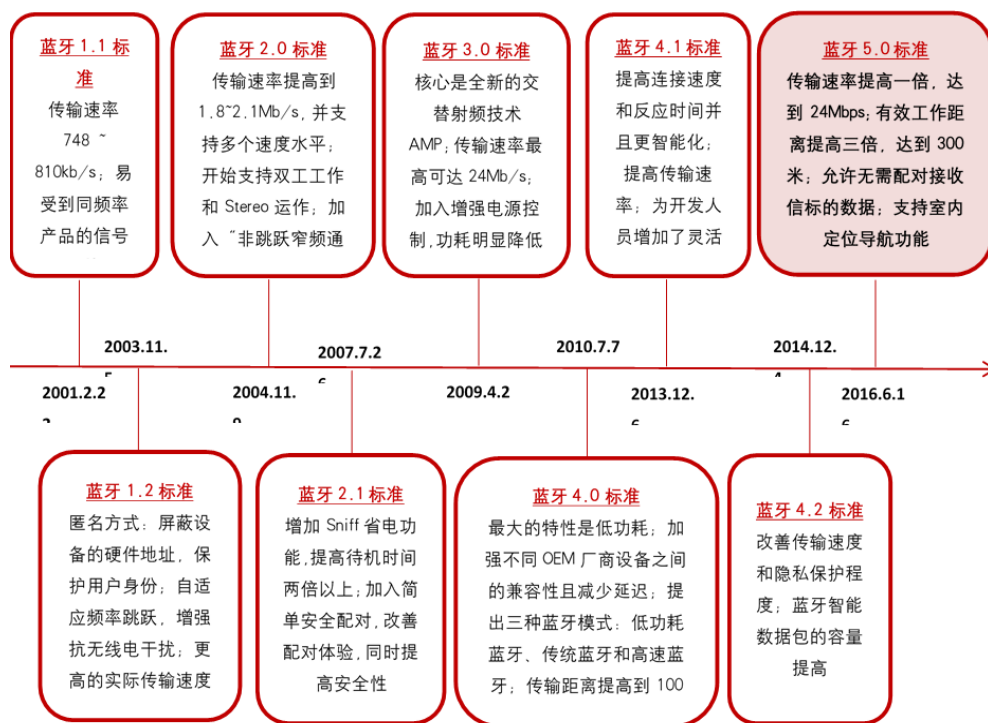 蓝牙 1.1 标
准
传输速率
748 ~
810kb/s；易
受到同频率
产品的信号
蓝牙 2.0 标准
传输速率提高到
1.8~2.1Mb/s，并支
持多个速度水平；
开始支持双工工作
和 Stereo 运作；加
入 “非跳跃窄频通
蓝牙 3.0 标准
核心是全新的交
替射频技术
AMP；传输速率最
高可达 24Mb/s；
加入增强电源控
制，功耗明显降低
蓝牙 4.1 标准
提高连接速度
和反应时间并
且更智能化；
提高传输速
率；为开发人
员增加了灵活
蓝牙 5.0 标准
传输速率提高一倍，达
到 24Mbps；有效工作距
离提高三倍，达到 300
米；允许无需配对接收
信标的数据；支持室内
定位导航功能
2003.11.
2007.7.2
2010.7.7
2014.12.
2001.2.2
2004.11.
2009.4.2
2013.12.
2016.6.1
蓝牙 1.2 标准
匿名方式：屏蔽设
备的硬件地址，保
护用户身份；自适
应频率跳跃，增强
抗无线电干扰；更
高的实际传输速度
蓝牙 2.1 标准
增加 Sniff 省电功
能，提高待机时间
两倍以上；加入简
单安全配对，改善
配对体验，同时提
高安全性
蓝牙 4.0 标准
最大的特性是低功耗；加
强不同 OEM 厂商设备之间
的兼容性且减少延迟；提
出三种蓝牙模式：低功耗
蓝牙、传统蓝牙和高速蓝
牙；传输距离提高到 100
蓝牙 4.2 标准
改善传输速度
和隐私保护程
度；蓝牙智能
数据包的容量
提高